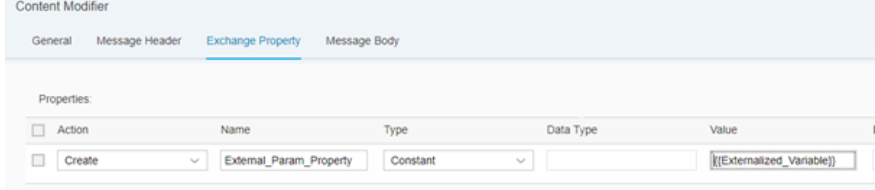 Content Modifier
General Message Header Exchange Property Message Body
Properties:
Action Name Type Data Type Value
Create External_Param_Property Constant {{Externalized_Variable}}